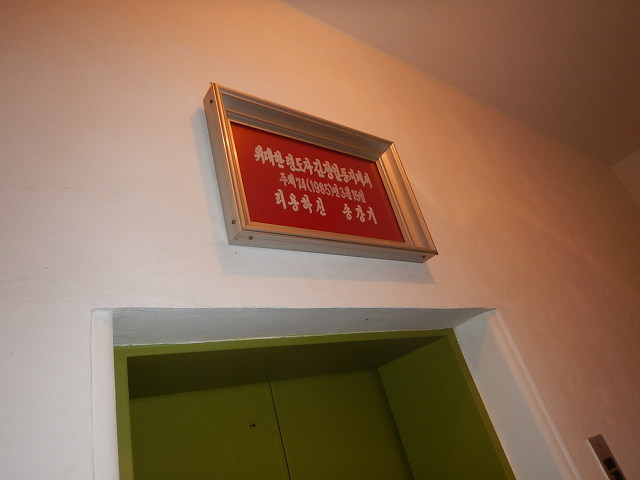 위대한 령도자 김정일동지께서
주체74(1985)년 3월 15일
리용하신 승강기